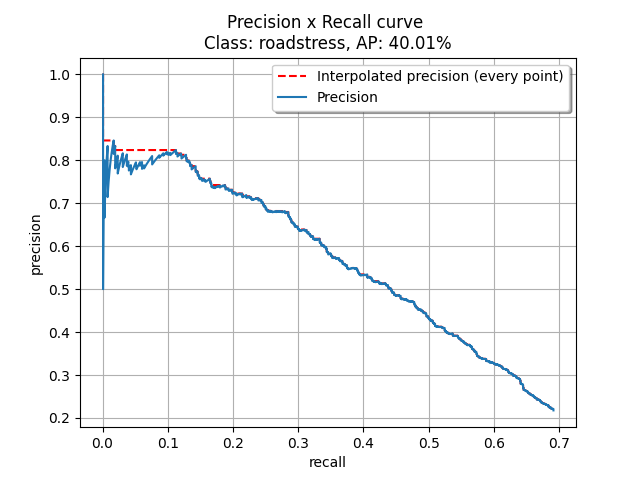 Precision x Recall curve
Class: roadstress, AP: 40.01%
Interpolated precision (every point)
Precision
1.0
0.9
0.8
0.7
0.6
0.5
0.4
0.3
0.2
precision
0.0 0.1 0.2 0.3 0.4 0.5 0.6 0.7
recall